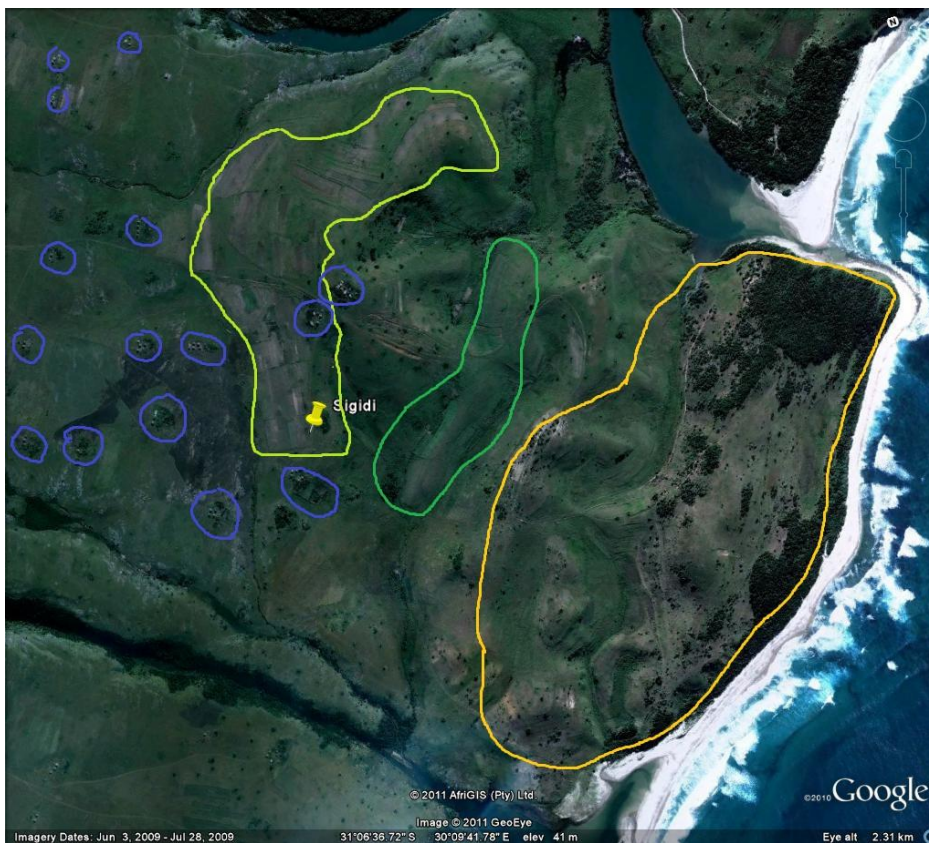 N
Sigidi
© 2011 AfriGIS (Pty) Ltd
Image © 2011 GeoEye
©2010 Google
Imagery Dates: Jun 3, 2009 - Jul 28, 2009 31°06'36.72" S 30°09'41.78" E elev 41 m Eye alt 2.31 km